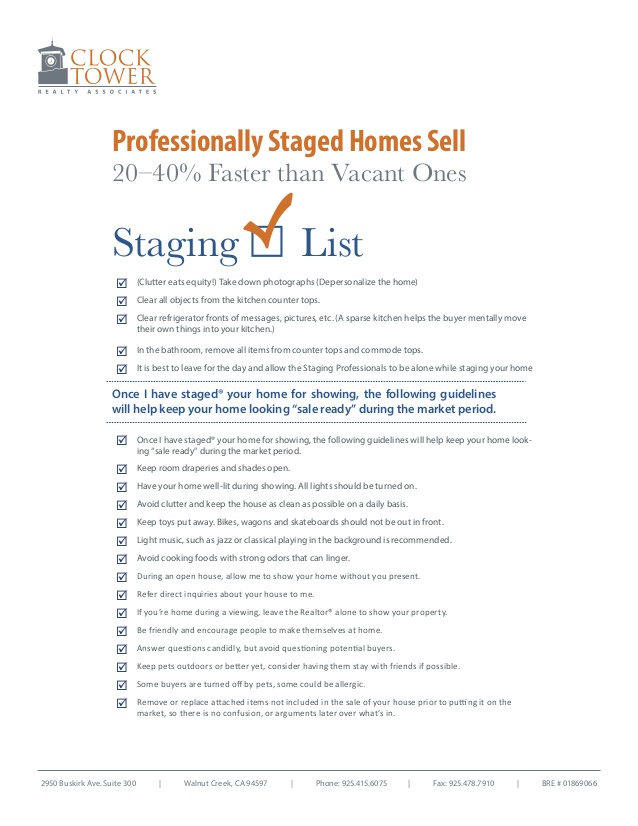 CLOCK
TOWER
REALTY ASSOCIATES
Professionally Staged Homes Sell
20–40% Faster than Vacant Ones
Staging List
(Clutter eats equity!) Take down photographs (Depersonalize the home)
Clear all objects from the kitchen counter tops.
Clear refrigerator fronts of messages, pictures, etc. (A sparse kitchen helps the buyer mentally move
their own things into your kitchen.)
In the bathroom, remove all items from counter tops and commode tops.
It is best to leave for the day and allow the Staging Professionals to be alone while staging your home
Once I have staged® your home for showing, the following guidelines
will help keep your home looking “sale ready” during the market period.
Once I have staged® your home for showing, the following guidelines will help keep your home look-
ing “sale ready” during the market period.
Keep room draperies and shades open.
Have your home well-lit during showing. All lights should be turned on.
Avoid clutter and keep the house as clean as possible on a daily basis.
Keep toys put away. Bikes, wagons and skateboards should not be out in front.
Light music, such as jazz or classical playing in the background is recommended.
Avoid cooking foods with strong odors that can linger.
During an open house, allow me to show your home without you present.
Refer direct inquiries about your house to me.
If you’re home during a viewing, leave the Realtor® alone to show your property.
Be friendly and encourage people to make themselves at home.
Answer questions candidly, but avoid questioning potential buyers.
Keep pets outdoors or better yet, consider having them stay with friends if possible.
Some buyers are turned off by pets, some could be allergic.
Remove or replace attached items not included in the sale of your house prior to putting it on the
market, so there is no confusion, or arguments later over what’s in.
2950 Buskirk Ave. Suite 300 | Walnut Creek, CA 94597 | Phone: 925.415.6075 | Fax: 925.478.7910 | BRE # 01869066